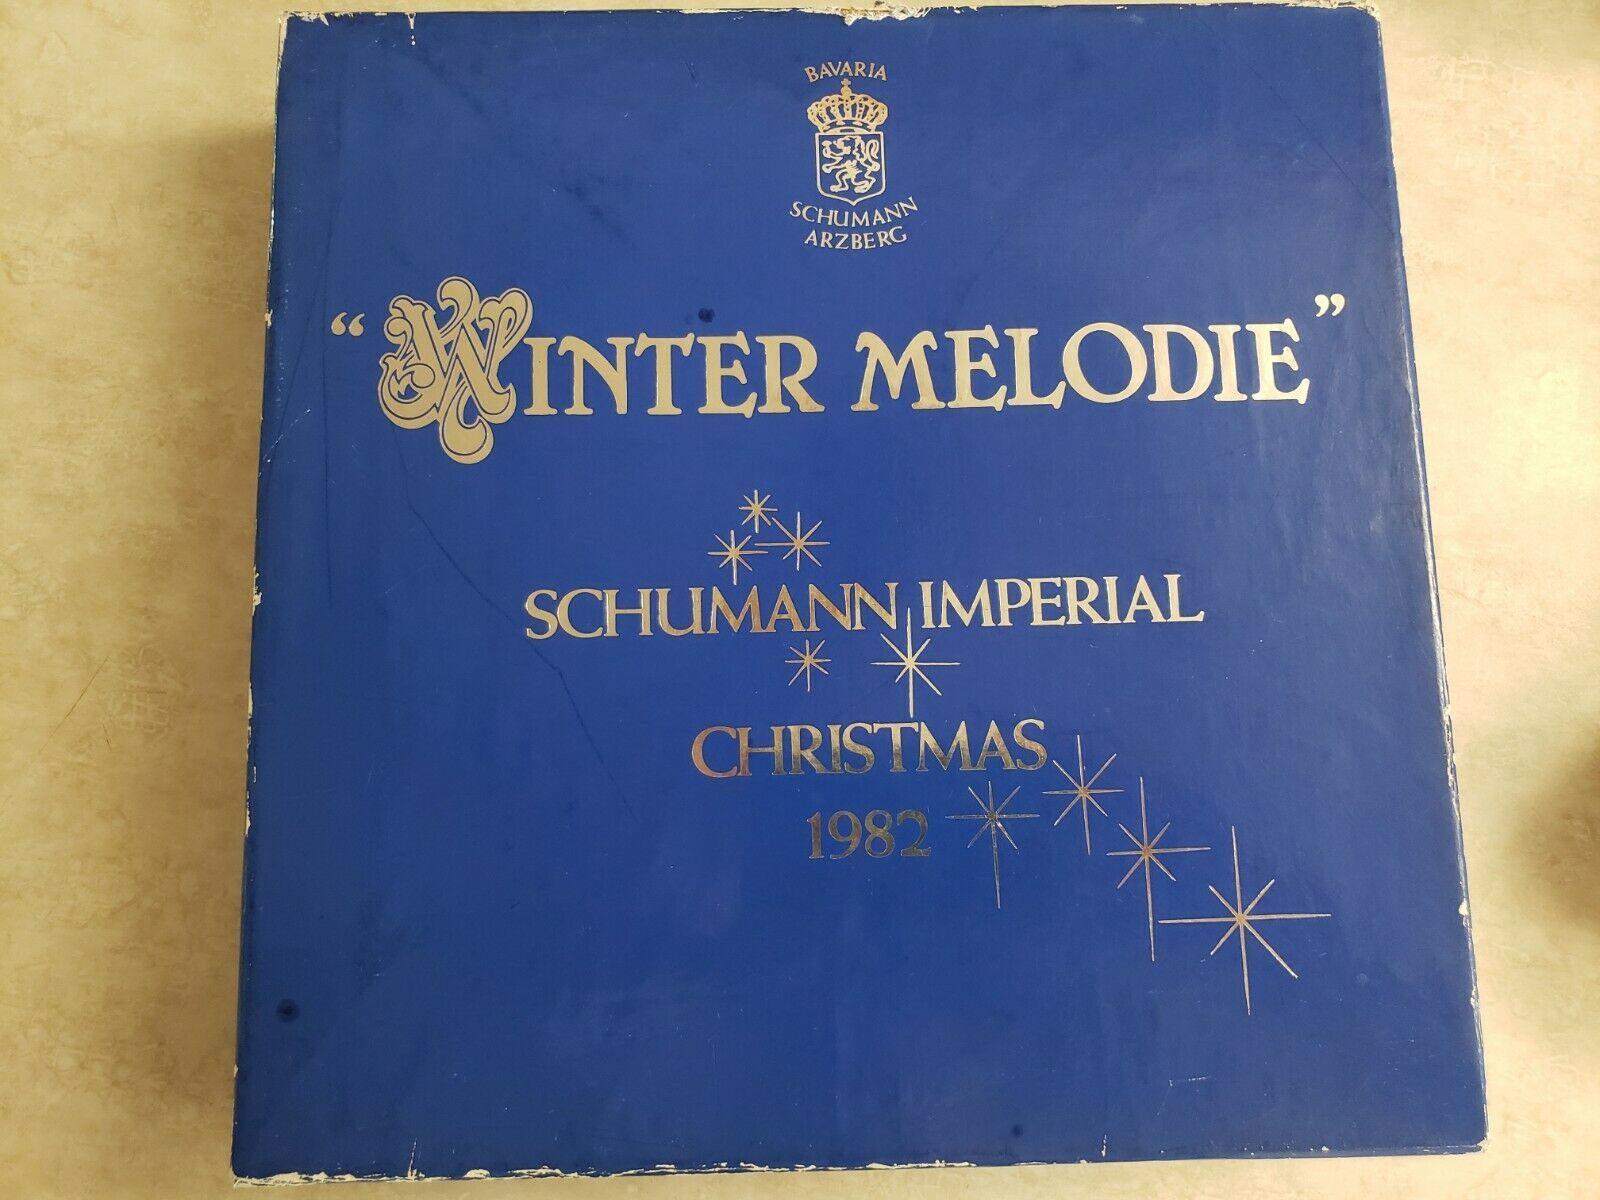 BAVARIA
SCHUMANN
ARZBERG
“WINTER MELODIE”
SCHUMANN IMPERIAL
CHRISTMAS
1982